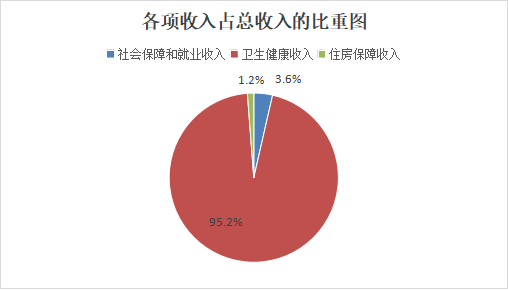 各项收入占总收入的比重图
社会保障和就业收入 卫生健康收入 住房保障收入
1.2% 3.6%
95.2%